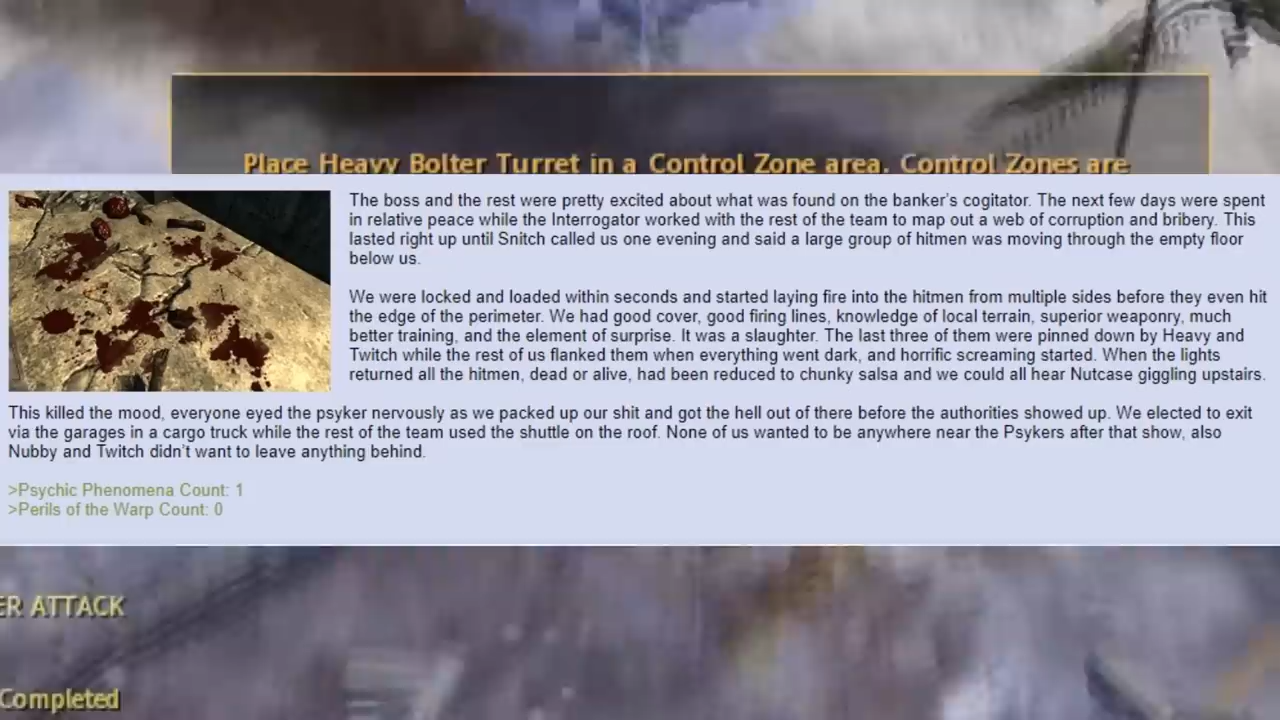 Place Heavy Bolter Turret in a Control Zone area. Control Zones are
The boss and the rest were pretty excited about what was found on the banker's cogitator. The next few days were spent
in relative peace while the Interrogator worked with the rest of the team to map out a web of corruption and bribery. This
lasted right up until Snitch called us one evening and said a large group of hitmen was moving through the empty floor
below us.
We were locked and loaded within seconds and started laying fire into the hitmen from multiple sides before they even hit
the edge of the perimeter. We had good cover, good firing lines, knowledge of local terrain, superior weaponry, much
better training, and the element of surprise. It was a slaughter. The last three of them were pinned down by Heavy and
Twitch while the rest of us flanked them when everything went dark, and horrific screaming started. When the lights
returned all the hitmen, dead or alive, had been reduced to chunky salsa and we could all hear Nutcase giggling upstairs.
This killed the mood, everyone eyed the psyker nervously as we packed up our shit and got the hell out of there before the authorities showed up. We elected to exit
via the garages in a cargo truck while the rest of the team used the shuttle on the roof. None of us wanted to be anywhere near the Psykers after that show, also
Nubby and Twitch didn't want to leave anything behind.
>Psychic Phenomena Count: 1
>Perils of the Warp Count: 0
ER ATTACK
Completed